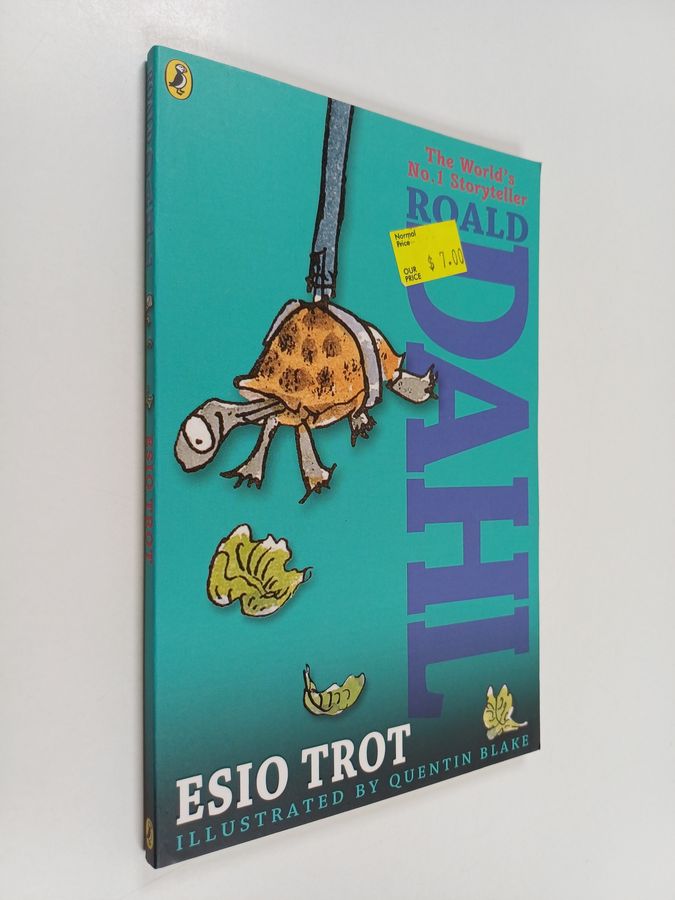 The World's
No.1 Storyteller
ROALD
DAHL
Normal
Price
OUR
PRICE
$ 7.00
ESIO TROT
ILLUSTRATED BY QUENTIN BLAKE
ESIO TROT